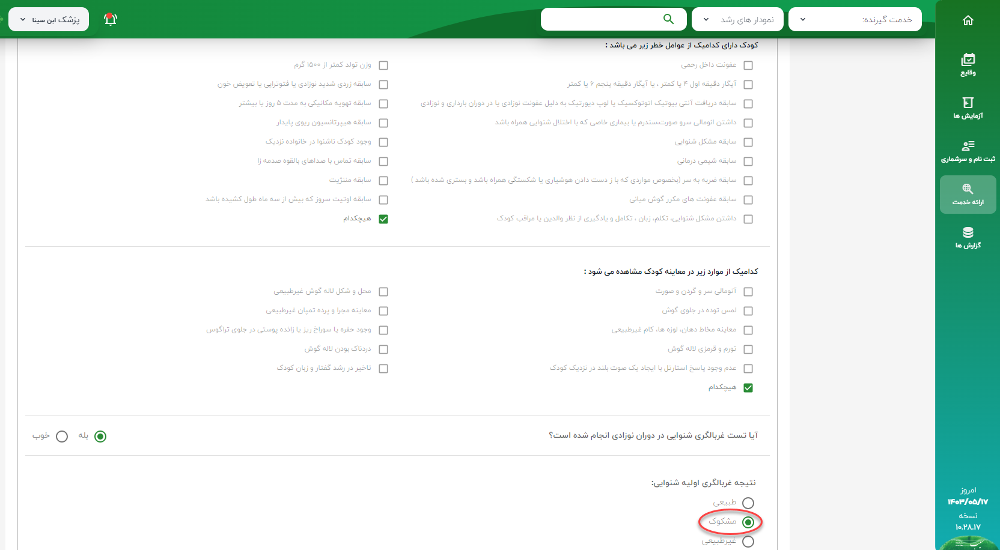 خدمت گیرنده:
نمودار های رشد
پزشک ابن سینا
وقایع
آزمایش ها
ثبت نام و سرشماری
ارائه خدمت
گزارش ها
امروز
۱۴۰۳/۰۵/۱۷
نسخه
۱۰.۲۸.۱۷
کودک دارای کدامیک از عوامل خطر زیر می باشد :
عفونت داخل رحمی
وزن تولد کمتر از ۱۵۰۰ گرم
آپگار دقیقه اول ۴ یا کمتر ، یا آپگار دقیقه پنجم ۶ یا کمتر
سابقه زردی شدید نوزادی یا فتوتراپی یا تعویض خون
سابقه دریافت آنتی بیوتیک اتوتوکسیک یا لوپ دیورتیک به دلیل عفونت نوزادی یا در دوران بارداری و نوزادی
سابقه تهویه مکانیکی به مدت ۵ روز یا بیشتر
داشتن انومالی سرو صورت،سندرم یا بیماری خاصی که با اختلال شنوایی همراه باشد
سابقه هیپرتانسیون ریوی پایدار
سابقه مشکل شنوایی
وجود کودک ناشنوا در خانواده نزدیک
سابقه شیمی درمانی
سابقه تماس با صداهای بالقوه صدمه زا
سابقه ضربه به سر (بخصوص مواردی که با ز دست دادن هوشیاری یا شکستگی همراه باشد و بستری شده باشد )
سابقه مننژیت
سابقه عفونت های مکرر گوش میانی
سابقه اوتیت سروز که بیش از سه ماه طول کشیده باشد
داشتن مشکل شنوایی، تکلم، زبان ، تکامل و یادگیری از نظر والدین یا مراقب کودک
هیچکدام
کدامیک از موارد زیر در معاینه کودک مشاهده می شود :
آنومالی سر و گردن و صورت
محل و شکل لاله گوش غیرطبیعی
لمس توده در جلوی گوش
معاینه مجرا و پرده تمپان غیرطبیعی
معاینه مخاط دهان، لوزه ها، کام غیرطبیعی
وجود حفره یا سوراخ ریز یا زائده پوستی در جلوی تراگوس
تورم و قرمزی لاله گوش
دردناک بودن لاله گوش
عدم وجود پاسخ استارتل با ایجاد یک صوت بلند در نزدیک کودک
تاخیر در رشد گفتار و زبان کودک
هیچکدام
آیا تست غربالگری شنوایی در دوران نوزادی انجام شده است؟
بله
خوب
نتیجه غربالگری اولیه شنوایی:
طبیعی
مشکوک
غیرطبیعی